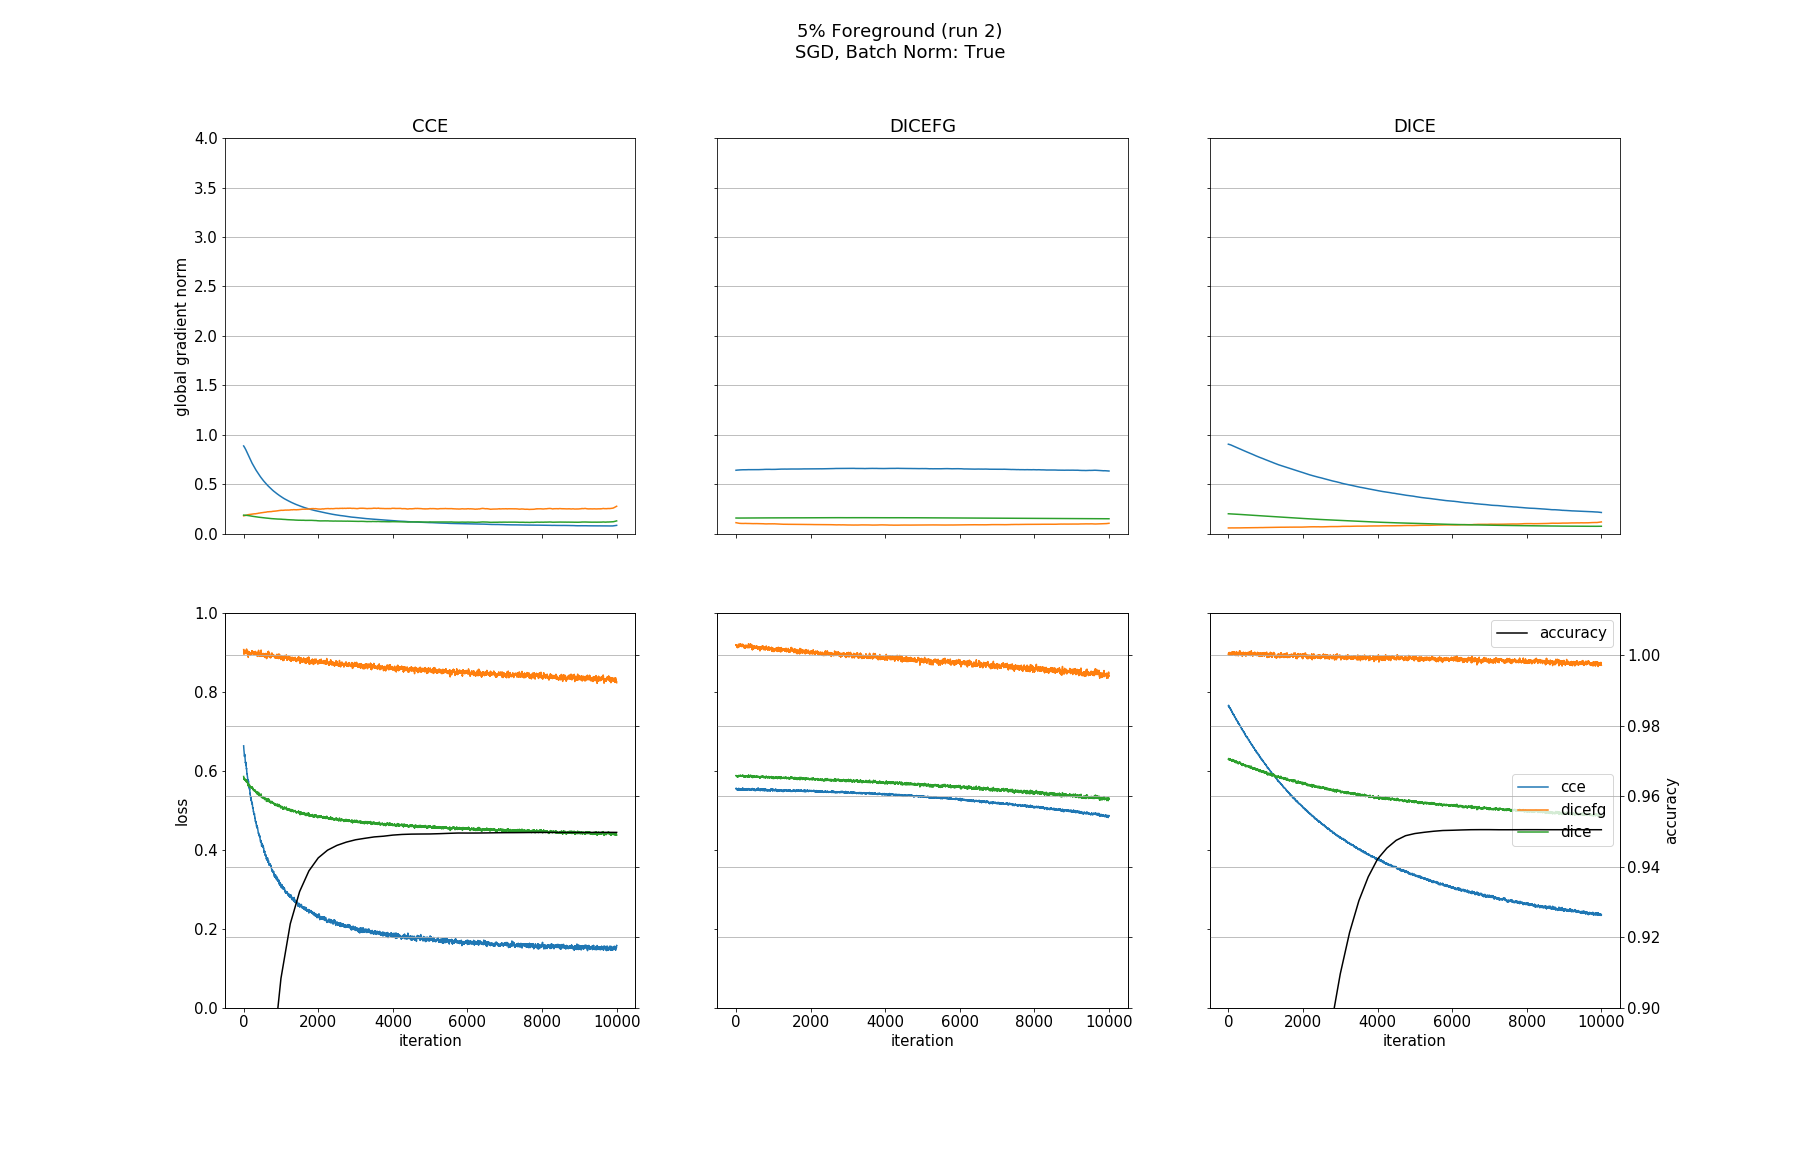 5% Foreground (run 2)
SGD, Batch Norm: True
CCE
DICEFG
DICE
4.0
3.5
3.0
2.5
2.0
1.5
1.0
0.5
0.0
global gradient norm
1.0
0.8
0.6
0.4
0.2
0.0
loss
0 2000 4000 6000 8000 10000
iteration
0 2000 4000 6000 8000 10000
iteration
accuracy
cce
dicefg
dice
1.00
0.98
0.96
0.94
0.92
0.90
accuracy
0 2000 4000 6000 8000 10000
iteration